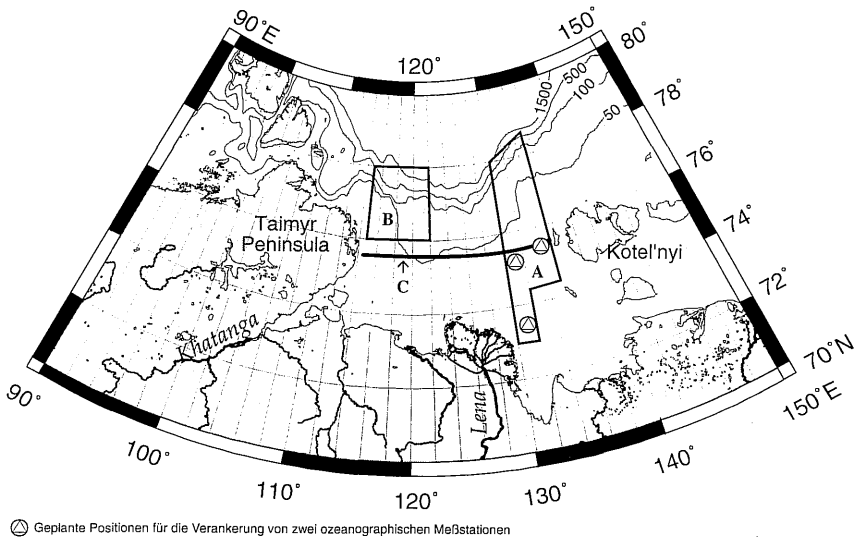 90°E
120°
150°
80°
1500
500
100
50
78°
76°
74°
72°
70°N
150°E
B
Taimyr
Peninsula
Kotel'nyi
A
C
Khatanga
Lena
90°
100°
110°
120°
130°
140°
Geplante Positionen für die Verankerung von zwei ozeanographischen Meßstationen